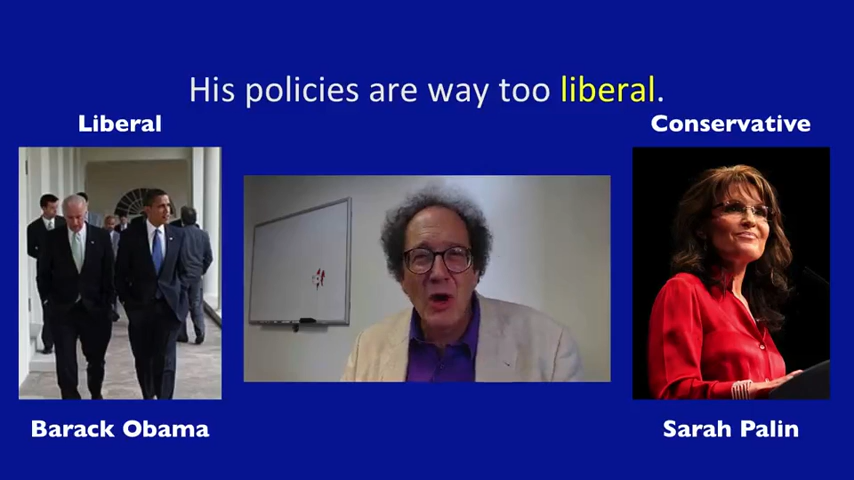 His policies are way too liberal.
Liberal
Conservative
Barack Obama
Sarah Palin